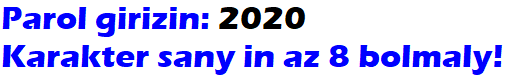 Parol girizin: 2020
Karakter sany in az 8 bolmaly!